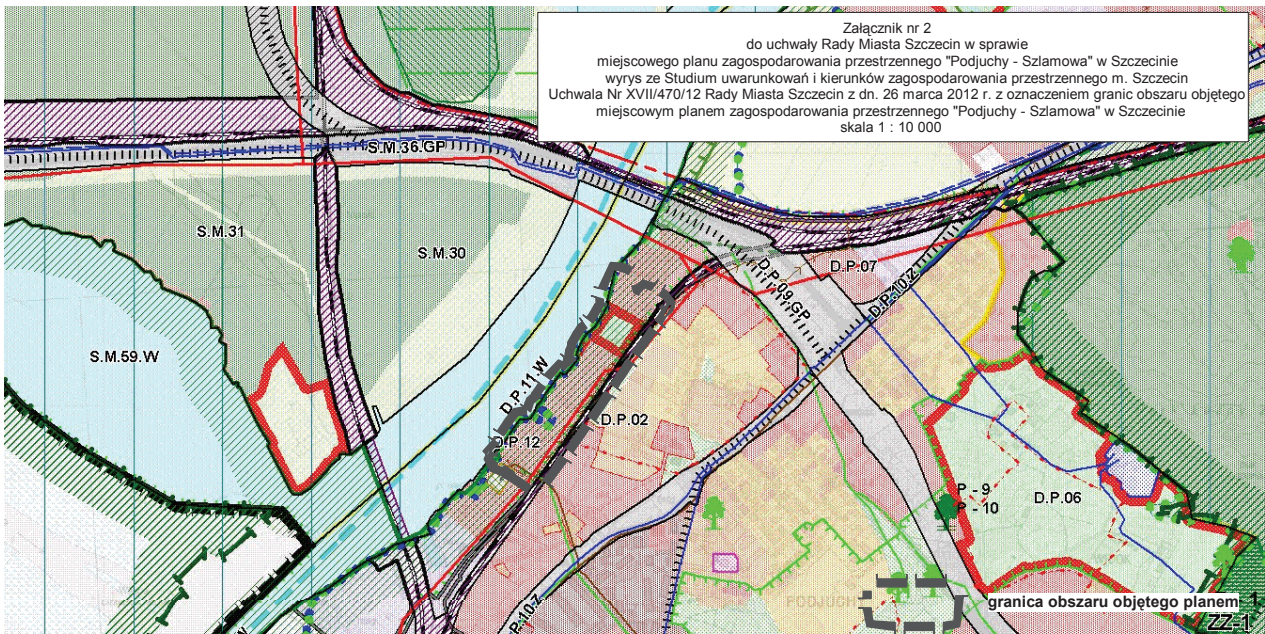 Załącznik nr 2
do uchwały Rady Miasta Szczecin w sprawie
miejscowego planu zagospodarowania przestrzennego "Podjuchy - Szlamowa" w Szczecinie
wyrys ze Studium uwarunkowań i kierunków zagospodarowania przestrzennego m. Szczecin
Uchwala Nr XVII/470/12 Rady Miasta Szczecin z dn. 26 marca 2012 r. z oznaczeniem granic obszaru objętego
miejscowym planem zagospodarowania przestrzennego "Podjuchy - Szlamowa" w Szczecinie
skala 1 : 10 000
S.M.36.GP
S.M.31
S.M.30
D.P.07
D.P.09.GP
D.P.10.Z
S.M.59.W
D.P.11.W
D.P.02
D.P.12
P - 9
P - 10
D.P.06
P.10.Z
granica obszaru objętego planem
ZZ-1